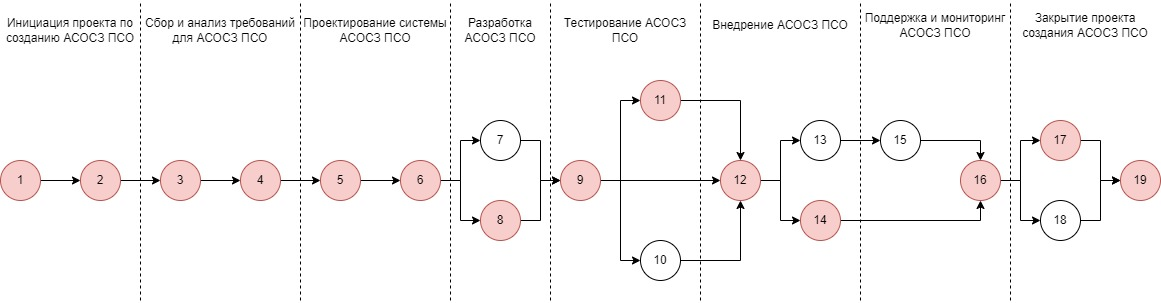 Инициация проекта по
созданию АСОСЗ ПСО
Сбор и анализ требований
для АСОСЗ ПСО
Проектирование системы
АСОСЗ ПСО
Разработка
АСОСЗ ПСО
Тестирование АСОСЗ
ПСО
Внедрение АСОСЗ ПСО
Поддержка и мониторинг
АСОСЗ ПСО
Закрытие проекта
создания АСОСЗ ПСО
1
2
3
4
5
6
7
8
9
11
10
12
13
14
15
16
17
18
19